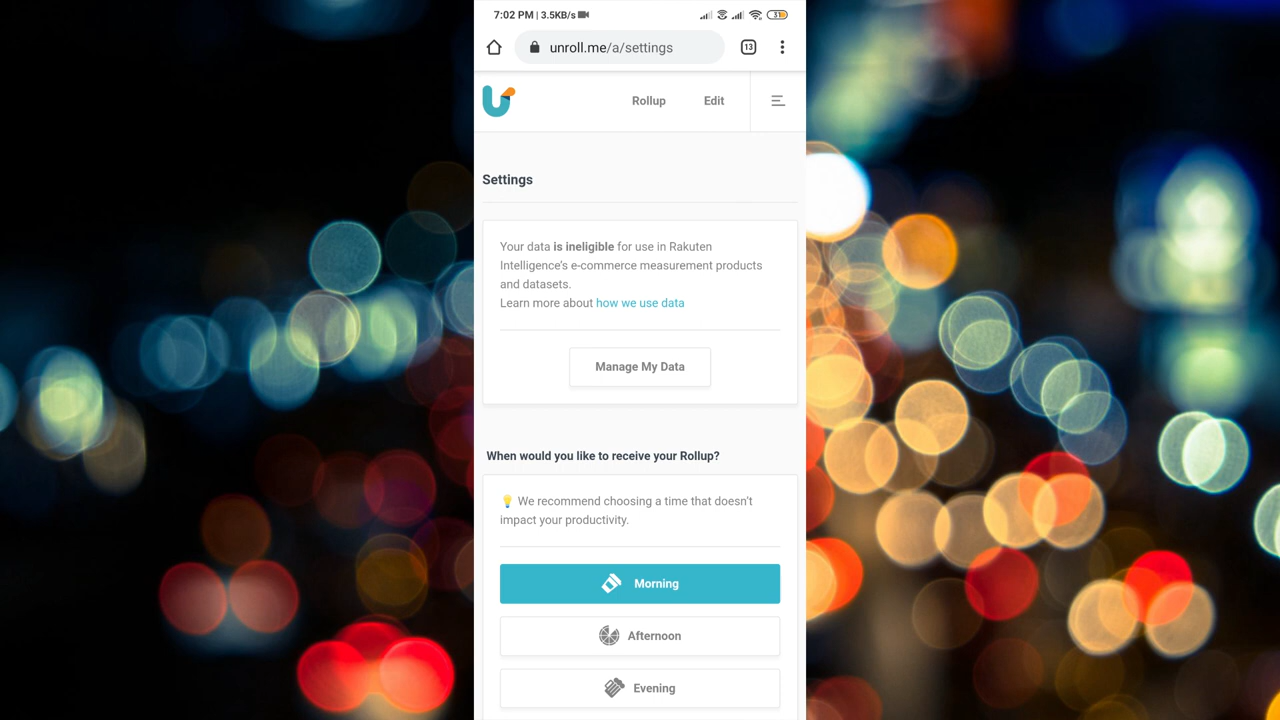 7:02 PM | 3.5KB/s
31
unroll.me/a/settings
13
Rollup
Edit
Settings
Your data is ineligible for use in Rakuten
Intelligence's e-commerce measurement products
and datasets.
Learn more about how we use data
Manage My Data
When would you like to receive your Rollup?
💡 We recommend choosing a time that doesn't
impact your productivity.
Morning
Afternoon
Evening